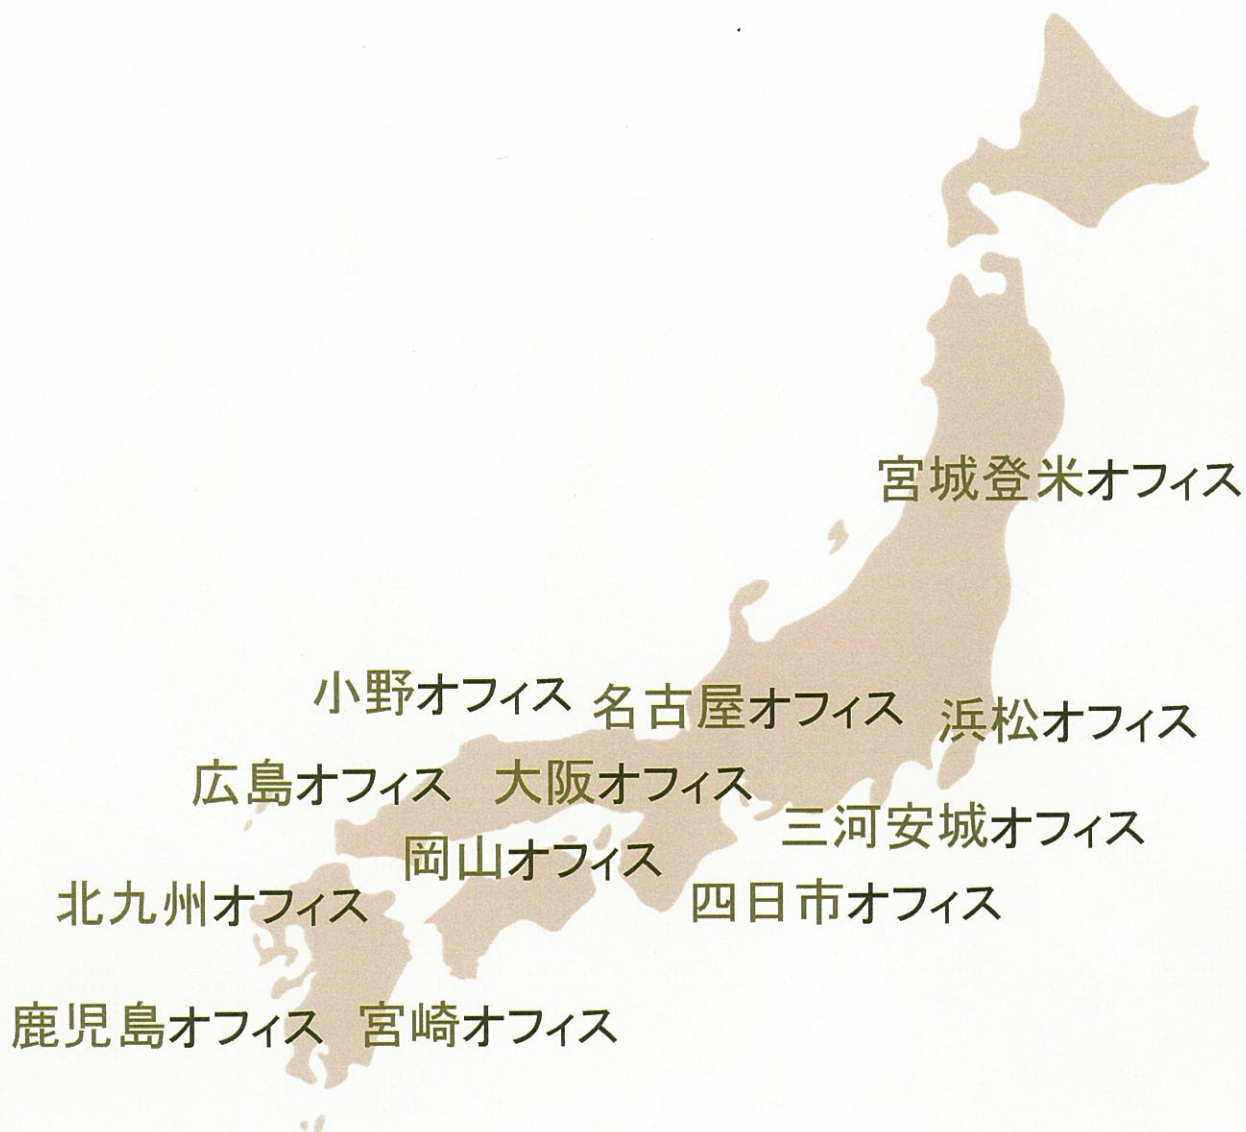 宮城登米オフィス
小野オフィス
名古屋オフィス
浜松オフィス
広島オフィス
大阪オフィス
三河安城オフィス
岡山オフィス
北九州オフィス
四日市オフィス
鹿児島オフィス
宮崎オフィス